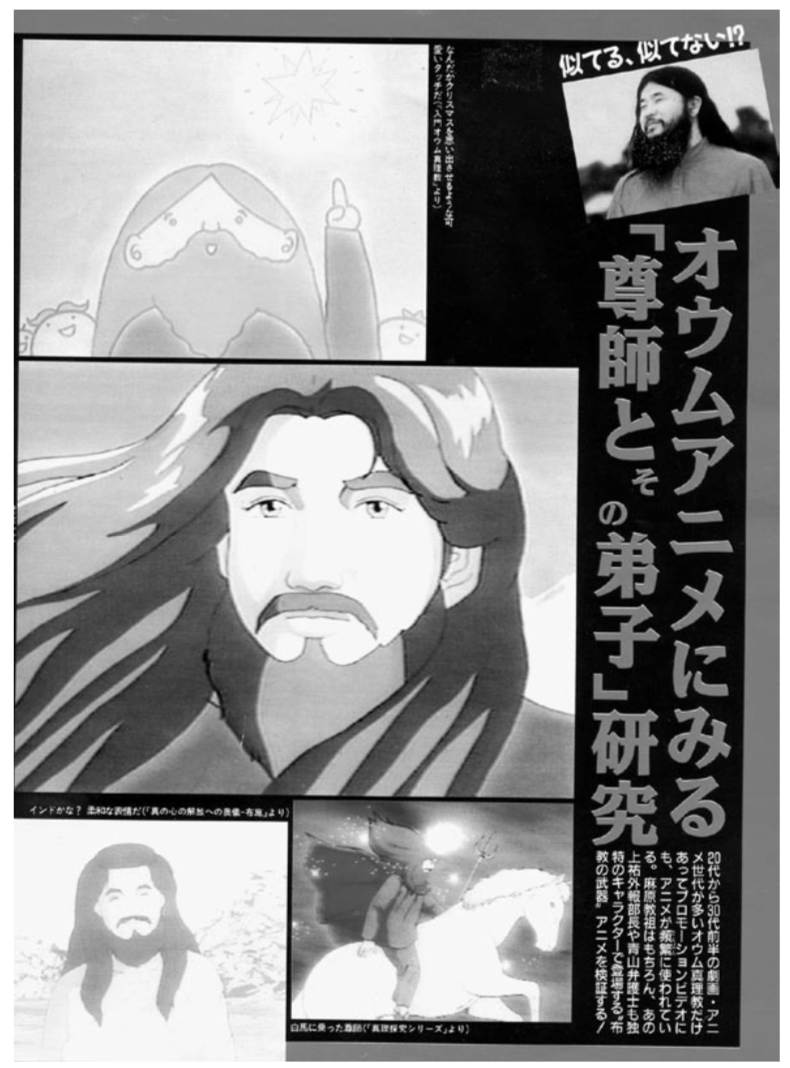 似てる、似てない!?
オウムアニメにみる
「尊師とその弟子」研究
なんだかクリスマスを思い出させるような可
愛いタッチだ(『入門オウム真理教』より)
20代から30代前半の劇画・アニ
メ世代が多いオウム真理教だけ
あってプロモーションビデオに
も、アニメが頻繁に使われてい
る。麻原教祖はもちろん、あの
上祐外報部長や青山弁護士も独
特のキャラクターで登場する〝布
教の武器〟アニメを検証する!
インドかな? 柔和な表情だ(『真の心の解放への奥儀-布施』より)
白馬に乗った尊師(『真理探究シリーズ』より)